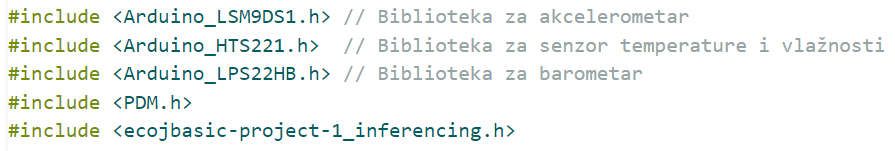 #include <Arduino_LSM9DS1.h> // Biblioteka za akcelerometar
#include <Arduino_HTS221.h>  // Biblioteka za senzor temperature i vlažnosti
#include <Arduino_LPS22HB.h> // Biblioteka za barometar
#include <PDM.h>
#include <ecojbasic-project-1_inferencing.h>